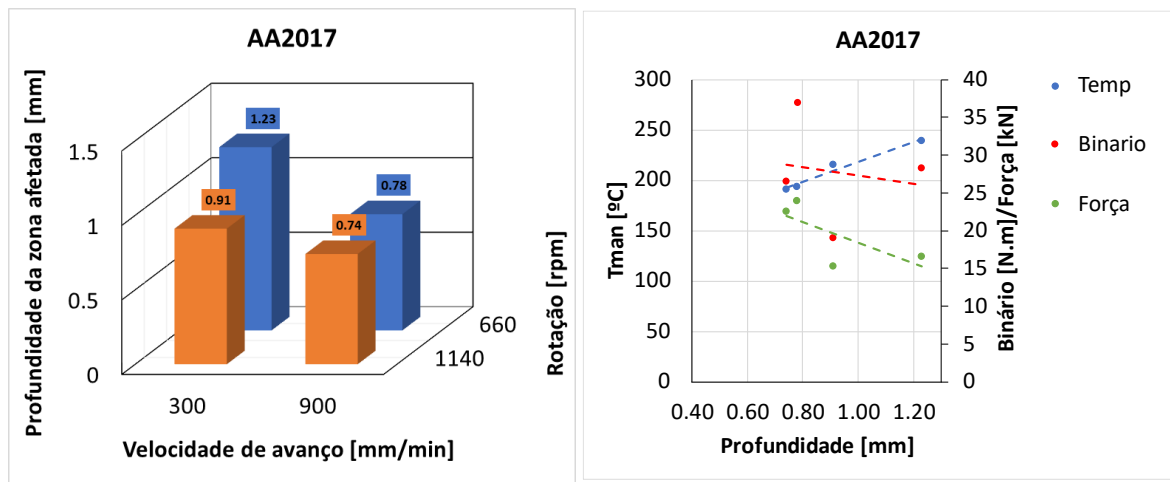 AA2017
Profundidade da zona afetada [mm]
1.5
1
0.5
0
1.23
0.91
0.78
0.74
300
900
1140
660
Velocidade de avanço [mm/min]
Rotação [rpm]
AA2017
Tman [ºC]
300
250
200
150
100
50
0
0.40 0.60 0.80 1.00 1.20
Profundidade [mm]
40
35
30
25
20
15
10
5
0
Binário [N.m]/Força [kN]
Temp
Binario
Força